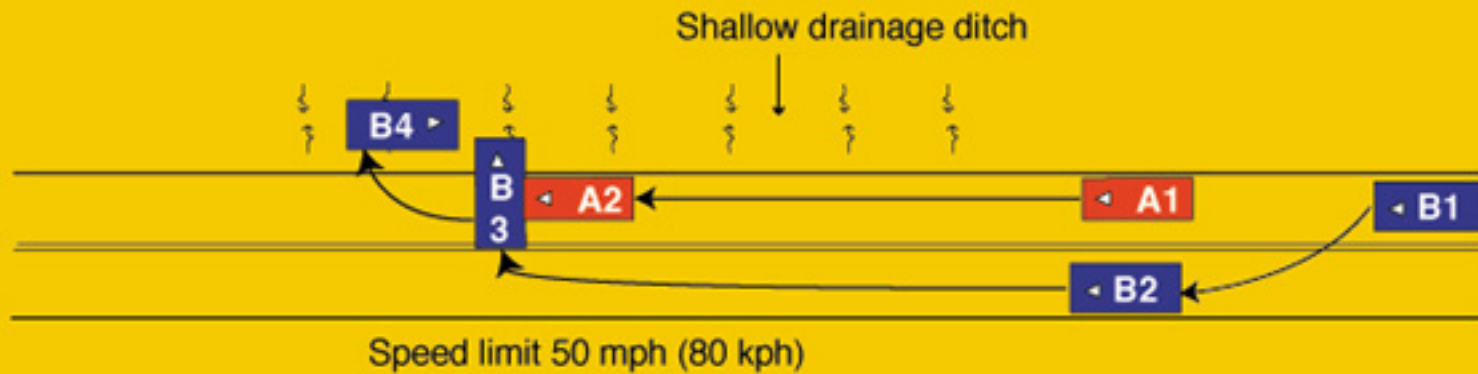 Shallow drainage ditch
B4
B
3
A2
A1
B1
B2
Speed limit 50 mph (80 kph)